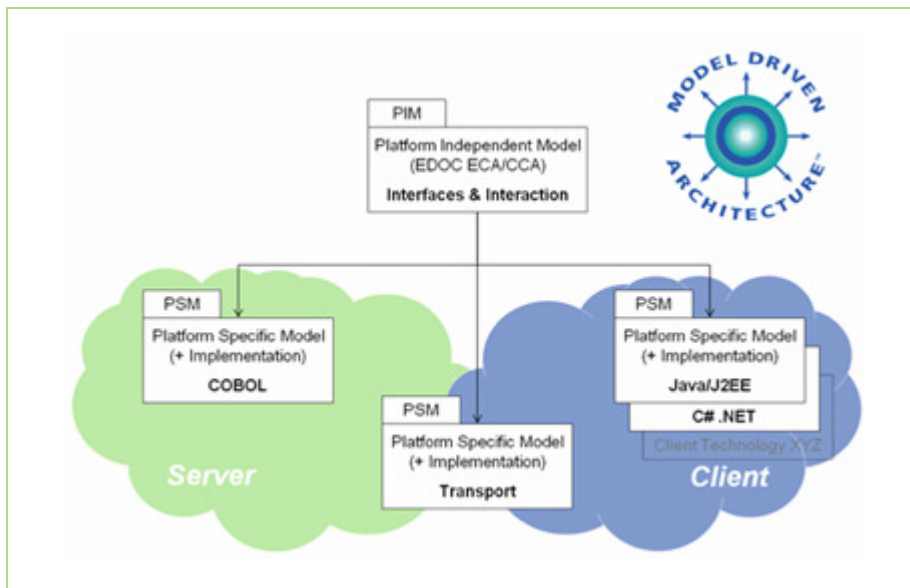 MODEL DRIVEN
ARCHITECTURE™
PIM
Platform Independent Model
(EDOC ECA/CCA)
Interfaces & Interaction
PSM
Platform Specific Model
(+ Implementation)
COBOL
PSM
Platform Specific Model
(+ Implementation)
Java/J2EE
C# .NET
Client Technology XYZ
PSM
Platform Specific Model
(+ Implementation)
Transport
Server
Client